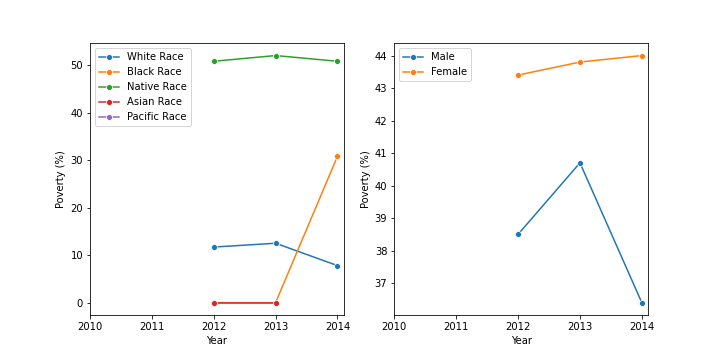 White Race
Black Race
Native Race
Asian Race
Pacific Race
50
40
30
20
10
0
Poverty (%)
2010 2011 2012 2013 2014
Year
Male
Female
44
43
42
41
40
39
38
37
Poverty (%)
2010 2011 2012 2013 2014
Year